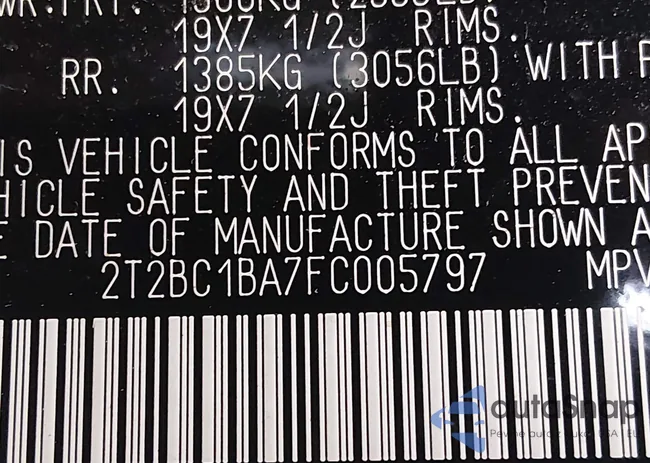 19X7 1/2J RIMS.
RR. 1385KG (3056LB) WITH
19X7 1/2J RIMS.
IS VEHICLE CONFORMS TO ALL AP
HICLE SAFETY AND THEFT PREVEN
E DATE OF MANUFACTURE SHOWN A
2T2BC1BA7FC005797 MPV
autoSnap